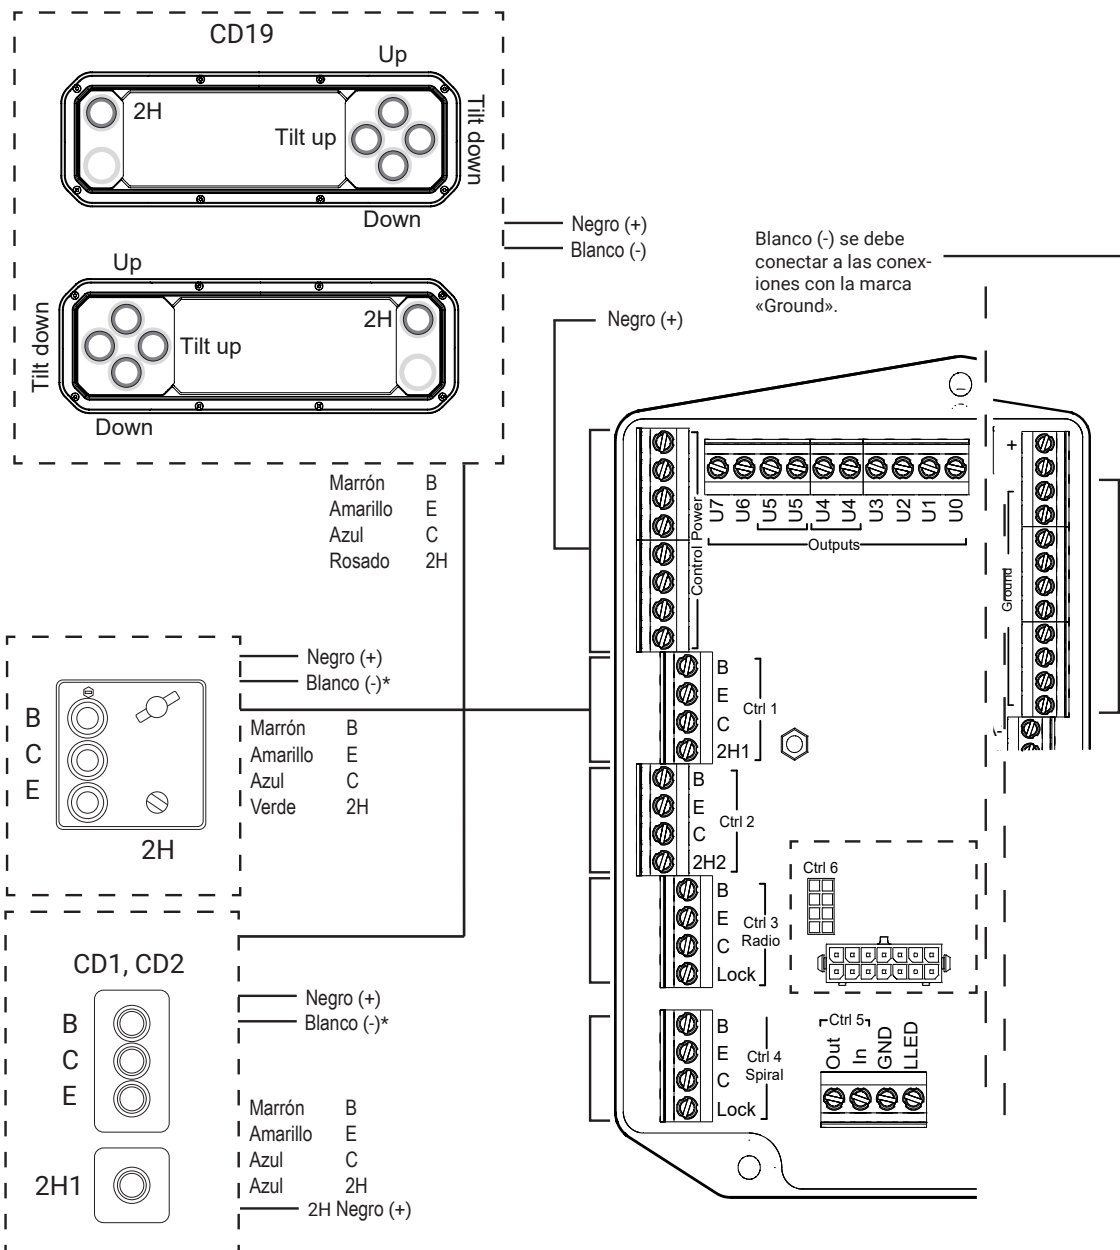 CD19
Up
2H
Tilt up
Tilt down
Down
Up
2H
Tilt up
Tilt down
Down
Negro (+)
Blanco (-)
Blanco (-) se debe
conectar a las conex-
iones con la marca
«Ground».
Negro (+)
Marrón B
Amarillo E
Azul C
Rosado 2H
Control Power
U7 U6 U5 U5 U4 U4 U3 U2 U1 U0
Outputs
+
Ground
-
Negro (+)
Blanco (-)*
B
C
E
2H
Marrón B
Amarillo E
Azul C
Verde 2H
B
E
C
2H1
Ctrl 1
B
E
C
2H2
Ctrl 2
B
E
C
Lock
Ctrl 3
Radio
B
E
C
Lock
Ctrl 4
Spiral
Ctrl 6
Ctrl 5
Out In GND LLED
CD1, CD2
B
C
E
2H1
Negro (+)
Blanco (-)*
Marrón B
Amarillo E
Azul C
Azul 2H
2H Negro (+)